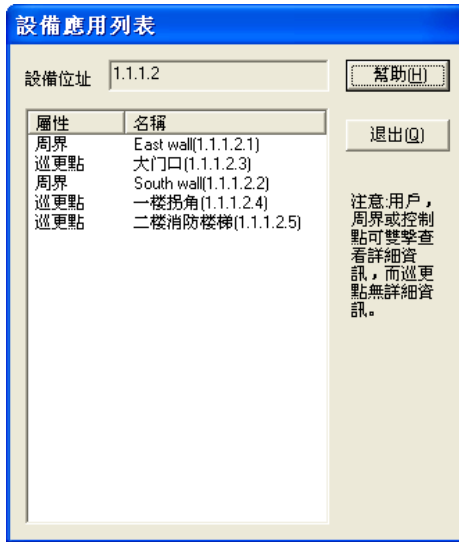 設備應用列表
設備位址 1.1.1.2
幫助(H)
退出(Q)
屬性 名稱
周界 East wall(1.1.1.2.1)
巡更點 大门口(1.1.1.2.3)
周界 South wall(1.1.1.2.2)
巡更點 一楼拐角(1.1.1.2.4)
巡更點 二楼消防楼梯(1.1.1.2.5)
注意:用戶，
周界或控制
點可雙擊查
看詳細資
訊，而巡更
點無詳細資
訊。